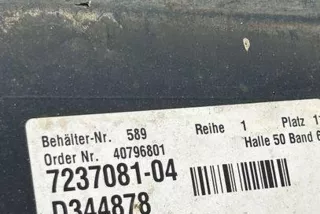 Behälter-Nr. 589 Reihe 1 Platz
Order Nr. 40796801 Halle 50 Band
7237081-04
D344878